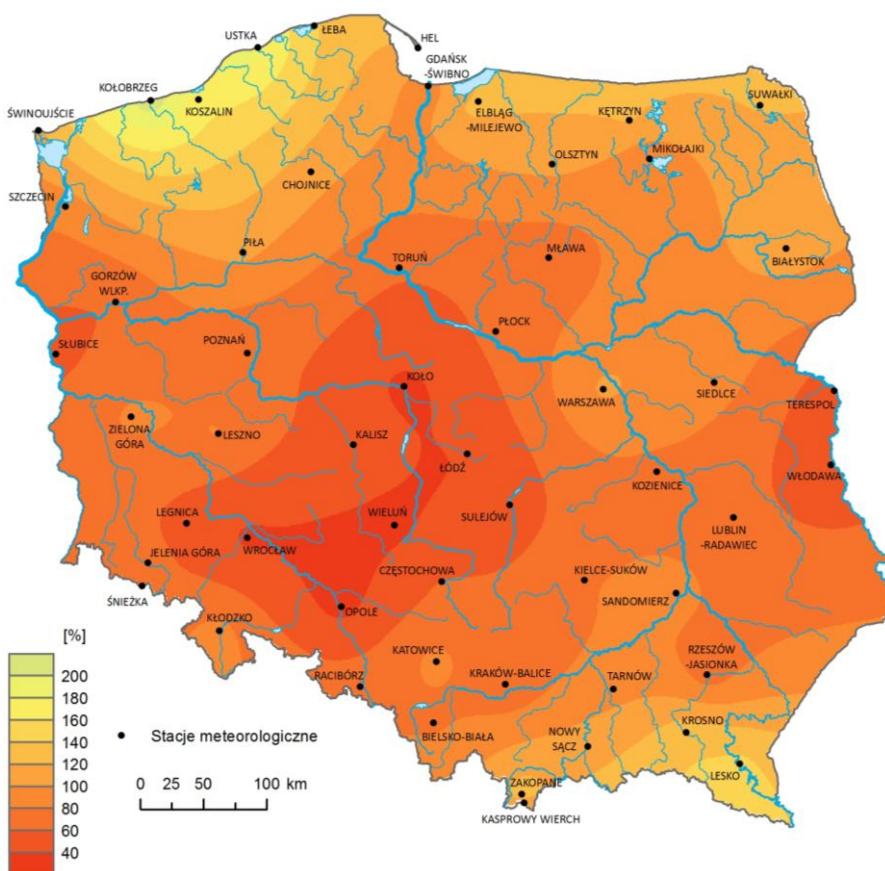 ŁEBA
USTKA
HEL
GDAŃSK
-ŚWIBNO
KOŁOBRZEG
KOSZALIN
SUWAŁKI
ŚWINOUJŚCIE
ELBLĄG
-MILEJEWO
KĘTRZYN
MIKOŁAJKI
OLSZTYN
CHOJNICE
SZCZECIN
PIŁA
TORUŃ
MŁAWA
BIAŁYSTOK
GORZÓW
WLKP.
PŁOCK
SŁUBICE
POZNAŃ
KOŁO
WARSZAWA
SIEDLCE
TERESPOL
ZIELONA
GÓRA
LESZNO
KALISZ
ŁÓDŹ
WŁODAWA
KOZIENICE
LEGNICA
WIELUŃ
SULEJÓW
LUBLIN
-RADAWIEC
WROCŁAW
JELENIA GÓRA
CZĘSTOCHOWA
KIELCE-SUKÓW
ŚNIEŻKA
SANDOMIERZ
KŁODZKO
OPOLE
KATOWICE
RZESZÓW
-JASIONKA
RACIBÓRZ
KRAKÓW-BALICE
TARNÓW
BIELSKO-BIAŁA
NOWY
SĄCZ
KROSNO
LESKO
ZAKOPANE
KASPROWY WIERCH
[%]
200
180
160
140
120
100
80
60
40
Stacje meteorologiczne
0 25 50 100 km